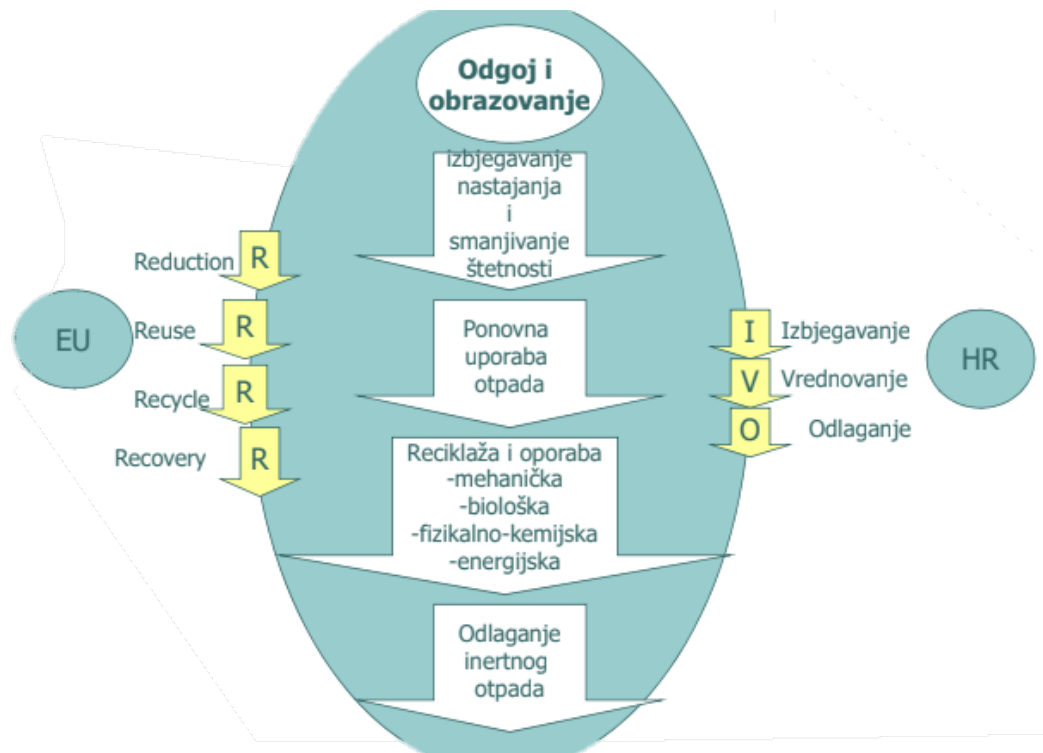 Odgoj i
obrazovanje
izbjegavanje
nastajanja
i
smanjivanje
štetnosti
Reduction
R
EU
Reuse
R
Recycle
R
Recovery
R
Ponovna
uporaba
otpada
I
Izbjegavanje
V
Vrednovanje
O
Odlaganje
HR
Reciklaža i oporaba
-mehanička
-biološka
-fizikalno-kemijska
-energijska
Odlaganje
inertnog
otpada